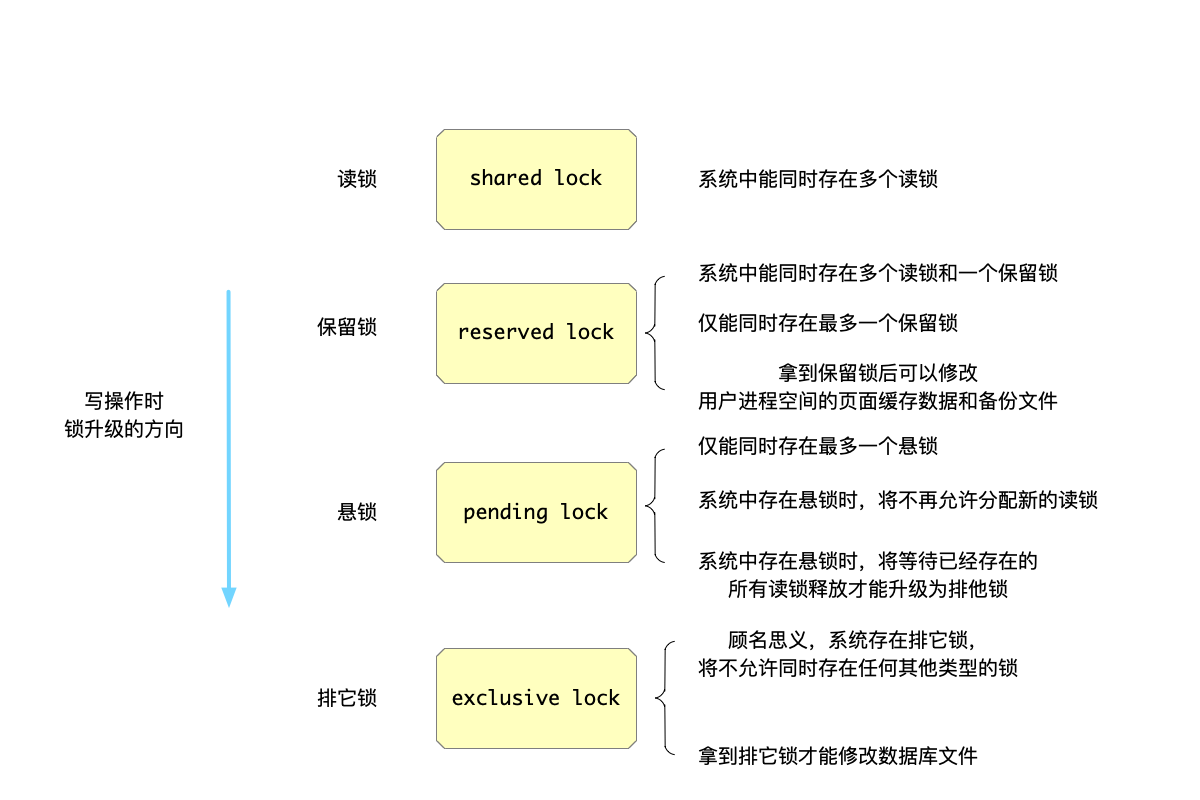 读锁
shared lock
系统中能同时存在多个读锁
保留锁
reserved lock
系统中能同时存在多个读锁和一个保留锁
仅能同时存在最多一个保留锁
拿到保留锁后可以修改
用户进程空间的页面缓存数据和备份文件
写操作时
锁升级的方向
悬锁
pending lock
仅能同时存在最多一个悬锁
系统中存在悬锁时，将不再允许分配新的读锁
系统中存在悬锁时，将等待已经存在的
所有读锁释放才能升级为排他锁
排它锁
exclusive lock
顾名思义，系统存在排它锁，
将不允许同时存在任何其他类型的锁
拿到排它锁才能修改数据库文件